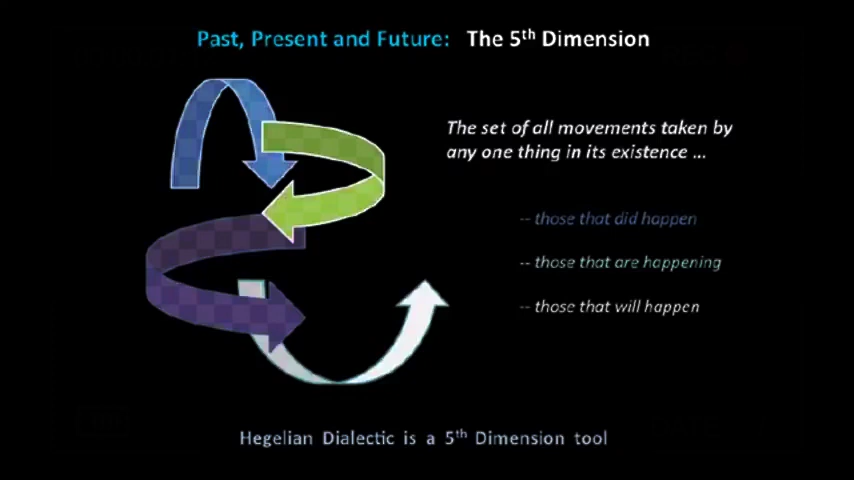 Past, Present and Future: The 5th Dimension
The set of all movements taken by
any one thing in its existence ...
-- those that did happen
-- those that are happening
-- those that will happen
Hegelian Dialectic is a 5th Dimension tool